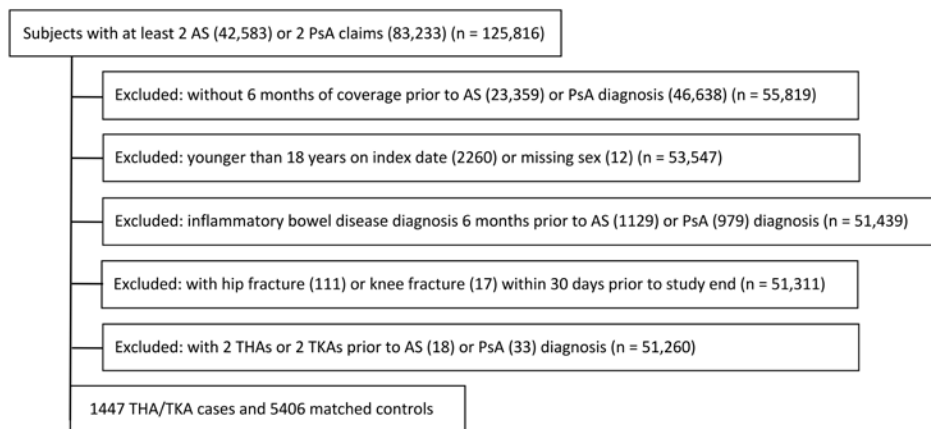 Subjects with at least 2 AS (42,583) or 2 PsA claims (83,233) (n = 125,816)
Excluded: without 6 months of coverage prior to AS (23,359) or PsA diagnosis (46,638) (n = 55,819)
Excluded: younger than 18 years on index date (2260) or missing sex (12) (n = 53,547)
Excluded: inflammatory bowel disease diagnosis 6 months prior to AS (1129) or PsA (979) diagnosis (n = 51,439)
Excluded: with hip fracture (111) or knee fracture (17) within 30 days prior to study end (n = 51,311)
Excluded: with 2 THAs or 2 TKAs prior to AS (18) or PsA (33) diagnosis (n = 51,260)
1447 THA/TKA cases and 5406 matched controls